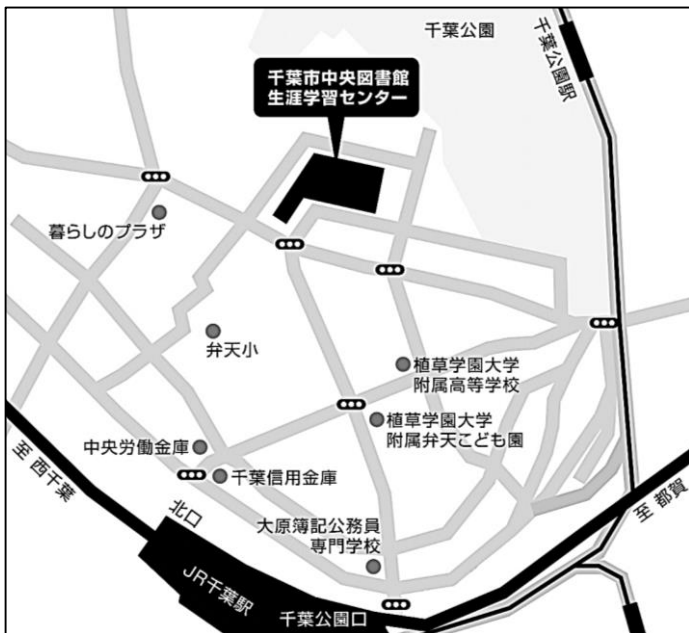 千葉公園
千葉公園駅
千葉市中央図書館
生涯学習センター
暮らしのプラザ
弁天小
植草学園大学
附属高等学校
植草学園大学
附属弁天こども園
中央労働金庫
千葉信用金庫
至 西千葉
北口
大原簿記公務員
専門学校
至 都賀
JR千葉駅
千葉公園口